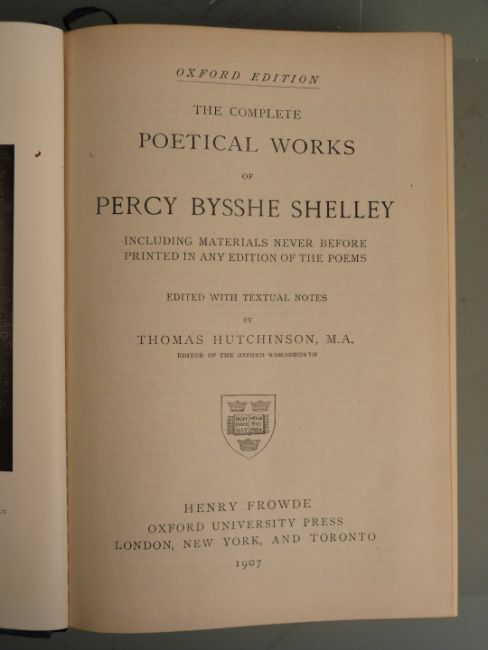 OXFORD EDITION
THE COMPLETE
POETICAL WORKS
OF
PERCY BYSSHE SHELLEY
INCLUDING MATERIALS NEVER BEFORE
PRINTED IN ANY EDITION OF THE POEMS
EDITED WITH TEXTUAL NOTES
BY
THOMAS HUTCHINSON, M.A.
EDITOR OF THE OXFORD WORDSWORTH
HENRY FROWDE
OXFORD UNIVERSITY PRESS
LONDON, NEW YORK, AND TORONTO
1907